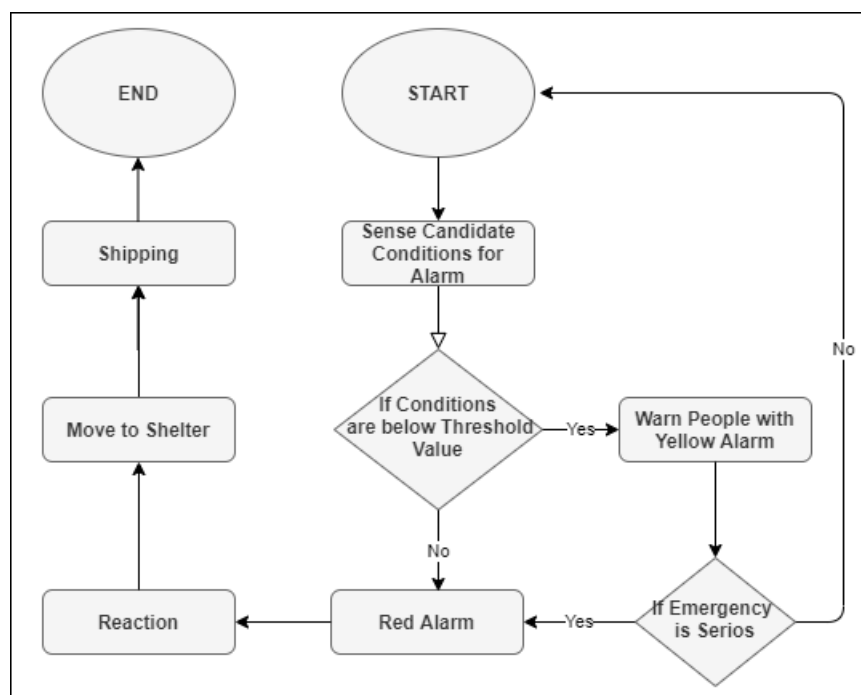 END
START
Sense Candidate
Conditions for
Alarm
Shipping
No
If Conditions
are below Threshold
Value
Yes
Warn People with
Yellow Alarm
Move to Shelter
No
If Emergency
is Serios
Yes
Red Alarm
Reaction